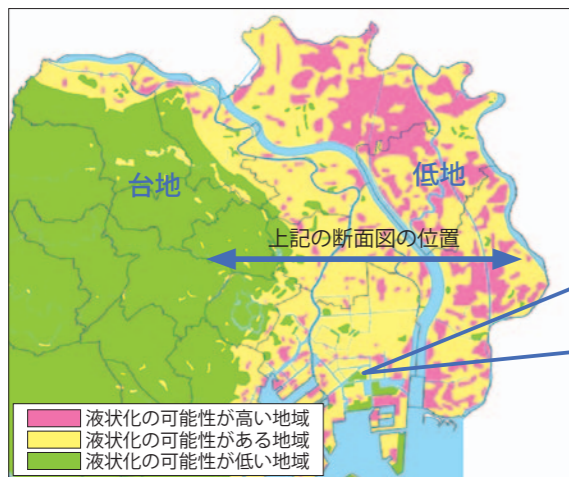 台地
低地
上記の断面図の位置
液状化の可能性が高い地域
液状化の可能性がある地域
液状化の可能性が低い地域